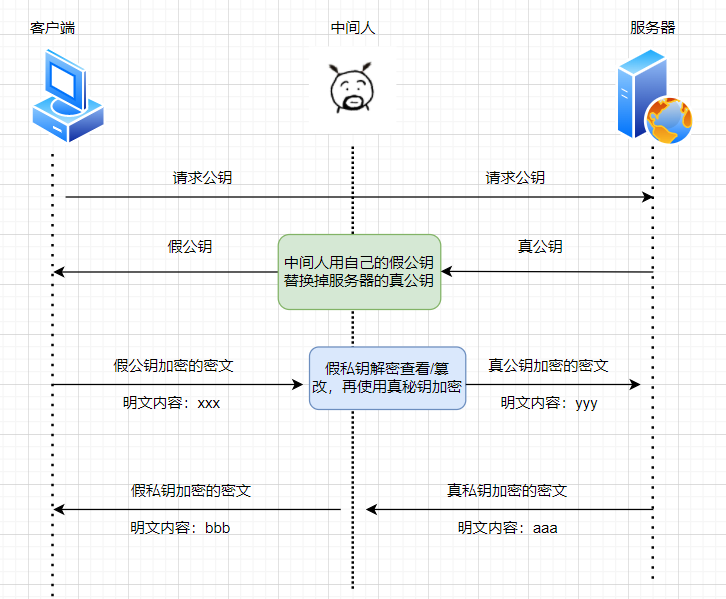 客户端
中间人
服务器
请求公钥
请求公钥
假公钥
真公钥
中间人用自己的假公钥
替换掉服务器的真公钥
假公钥加密的密文
明文内容：xxx
假私钥解密查看/篡
改，再使用真秘钥加密
真公钥加密的密文
明文内容：yyy
假私钥加密的密文
明文内容：bbb
真私钥加密的密文
明文内容：aaa